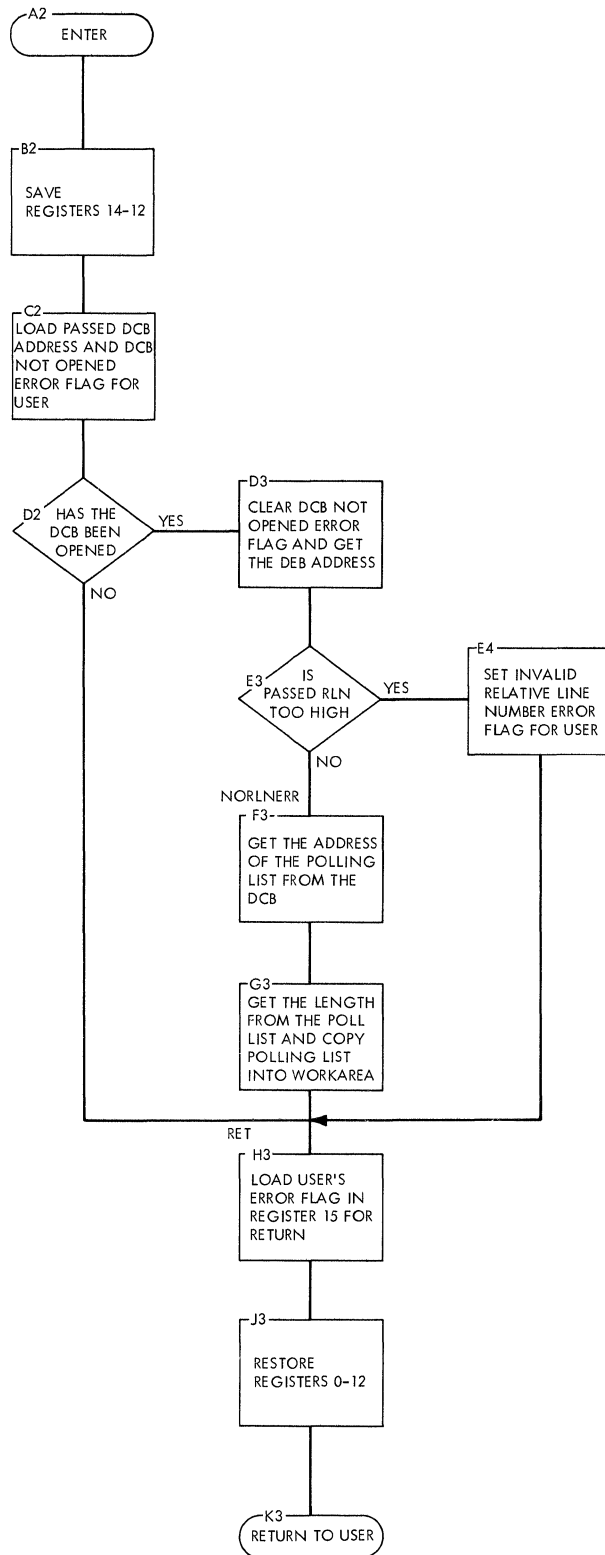 A2
ENTER
B2
SAVE
REGISTERS 14-12
C2
LOAD PASSED DCB
ADDRESS AND DCB
NOT OPENED
ERROR FLAG FOR
USER
D2
HAS THE
DCB BEEN
OPENED
YES
NO
D3
CLEAR DCB NOT
OPENED ERROR
FLAG AND GET
THE DEB ADDRESS
E3
IS
PASSED RLN
TOO HIGH
YES
NO
E4
SET INVALID
RELATIVE LINE
NUMBER ERROR
FLAG FOR USER
NORLNERR
F3
GET THE ADDRESS
OF THE POLLING
LIST FROM THE
DCB
G3
GET THE LENGTH
FROM THE POLL
LIST AND COPY
POLLING LIST
INTO WORKAREA
RET
H3
LOAD USER'S
ERROR FLAG IN
REGISTER 15 FOR
RETURN
J3
RESTORE
REGISTERS 0-12
K3
RETURN TO USER